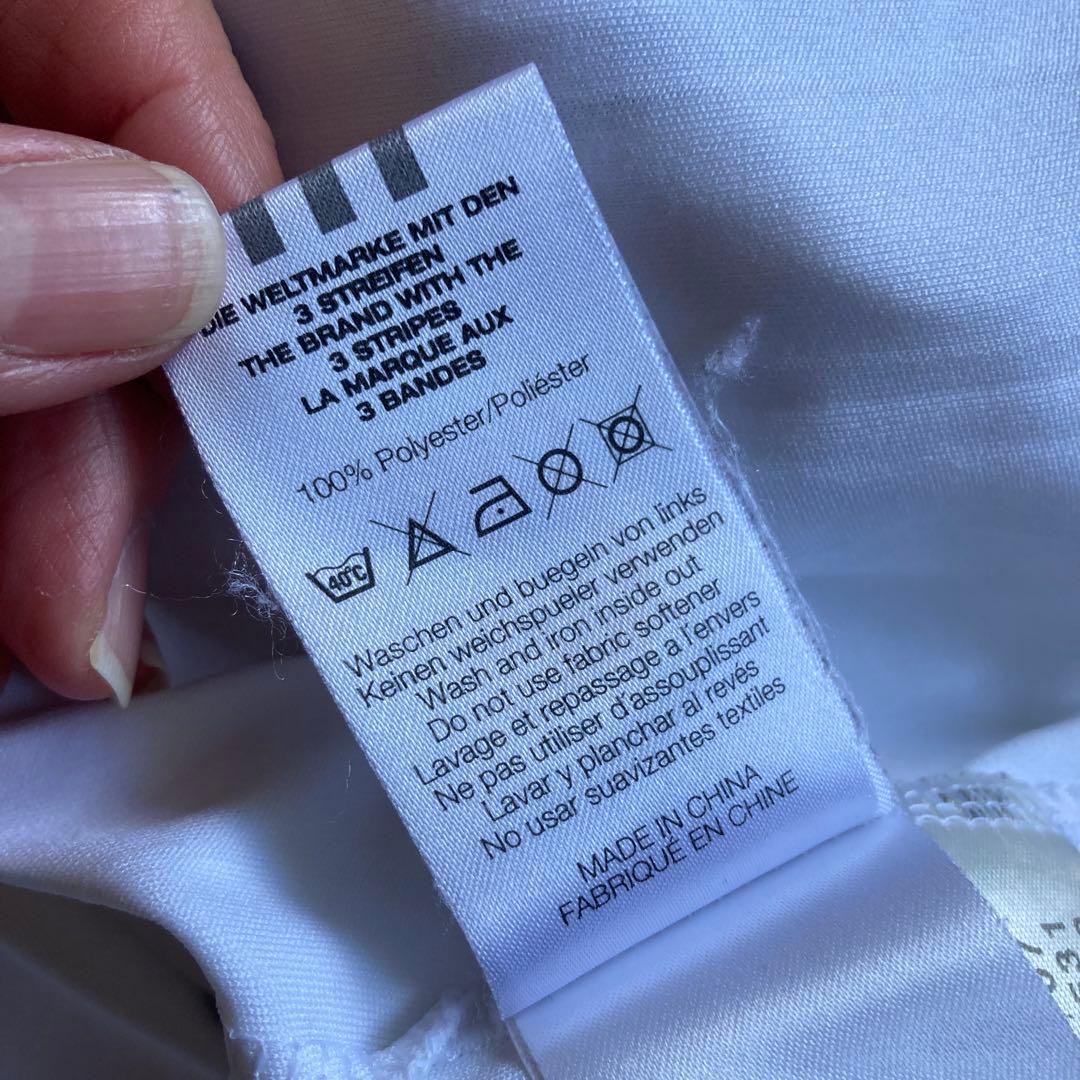 DIE WELTMARKE MIT DEN
3 STREIFEN
THE BRAND WITH THE
3 STRIPES
LA MARQUE AUX
3 BANDES
100% Polyester/Poliéster
40°C
Waschen und buegeln von links
Keinen weichspueler verwenden
Wash and iron inside out
Do not use fabric softener
Lavage et repassage a l'envers
Ne pas utiliser d'assouplissant
Lavar y planchar al revés
No usar suavizantes textiles
MADE IN CHINA
FABRIQUÉ EN CHINE